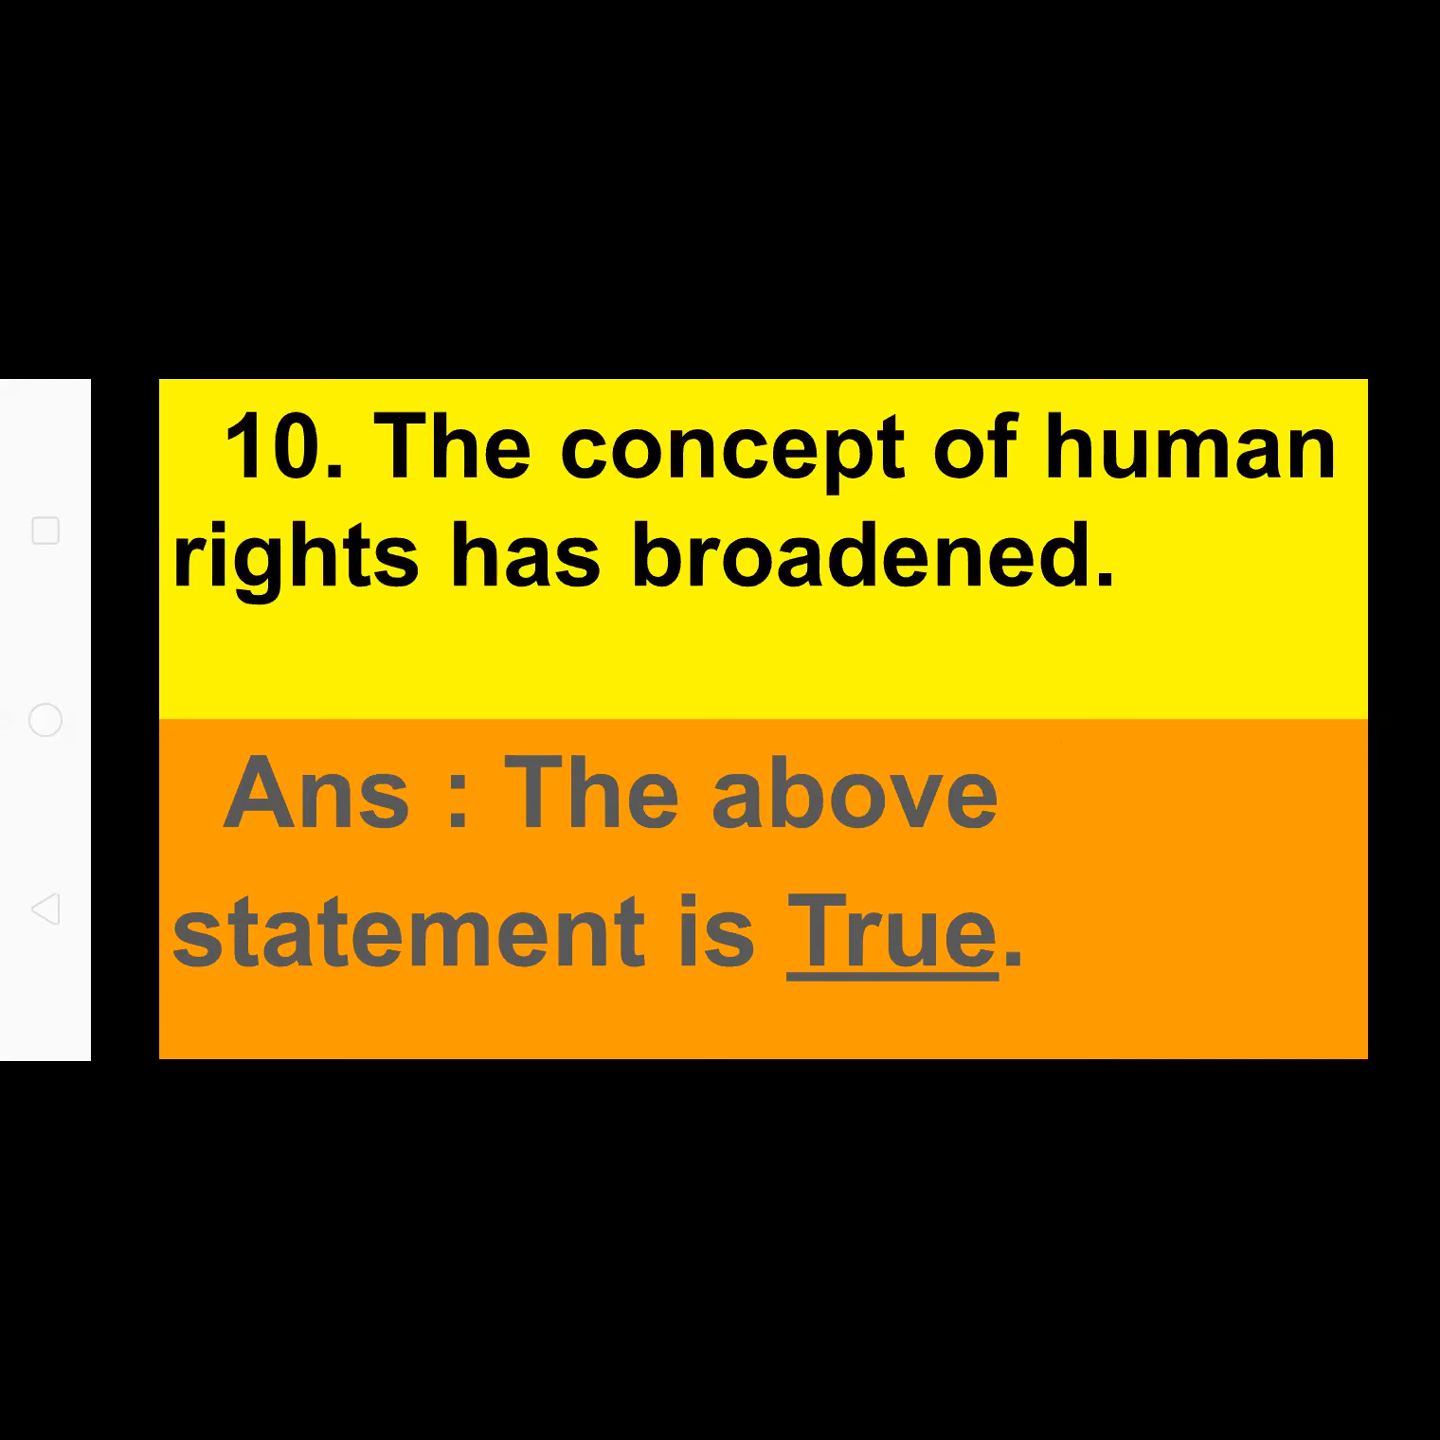 10. The concept of human
rights has broadened.
Ans : The above
statement is True.